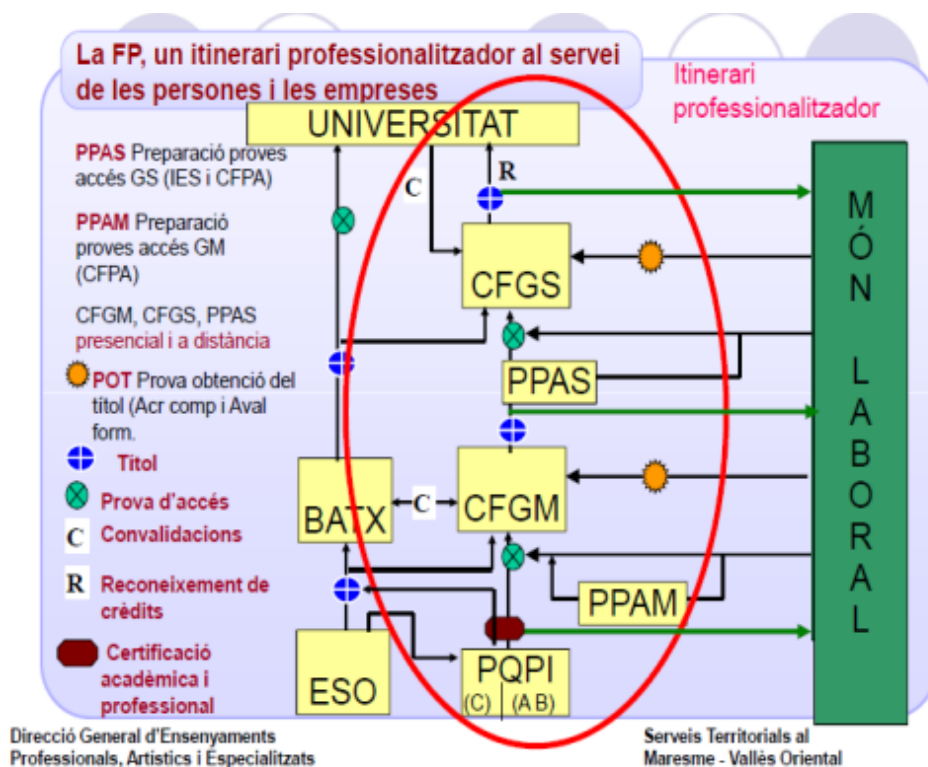 La FP, un itinerari professionalitzador al servei
de les persones i les empreses
Itinerari
professionalitzador
UNIVERSITAT
PPAS Preparació proves
accés GS (IES i CFPA)
PPAM Preparació
proves accés GM
(CFPA)
CFGM, CFGS, PPAS
presencial i a distància
POT Prova obtenció del
títol (Acr comp i Aval
form.
Títol
Prova d'accés
C Convalidacions
R Reconeixement de
crèdits
Certificació
acadèmica i
professional
C
R
CFGS
PPAS
BATX
C
CFGM
PPAM
ESO
PQPI
(C) (A B)
MÓN LABORAL
Direcció General d'Ensenyaments
Professionals, Artístics i Especialitzats
Serveis Territorials al
Maresme - Vallès Oriental